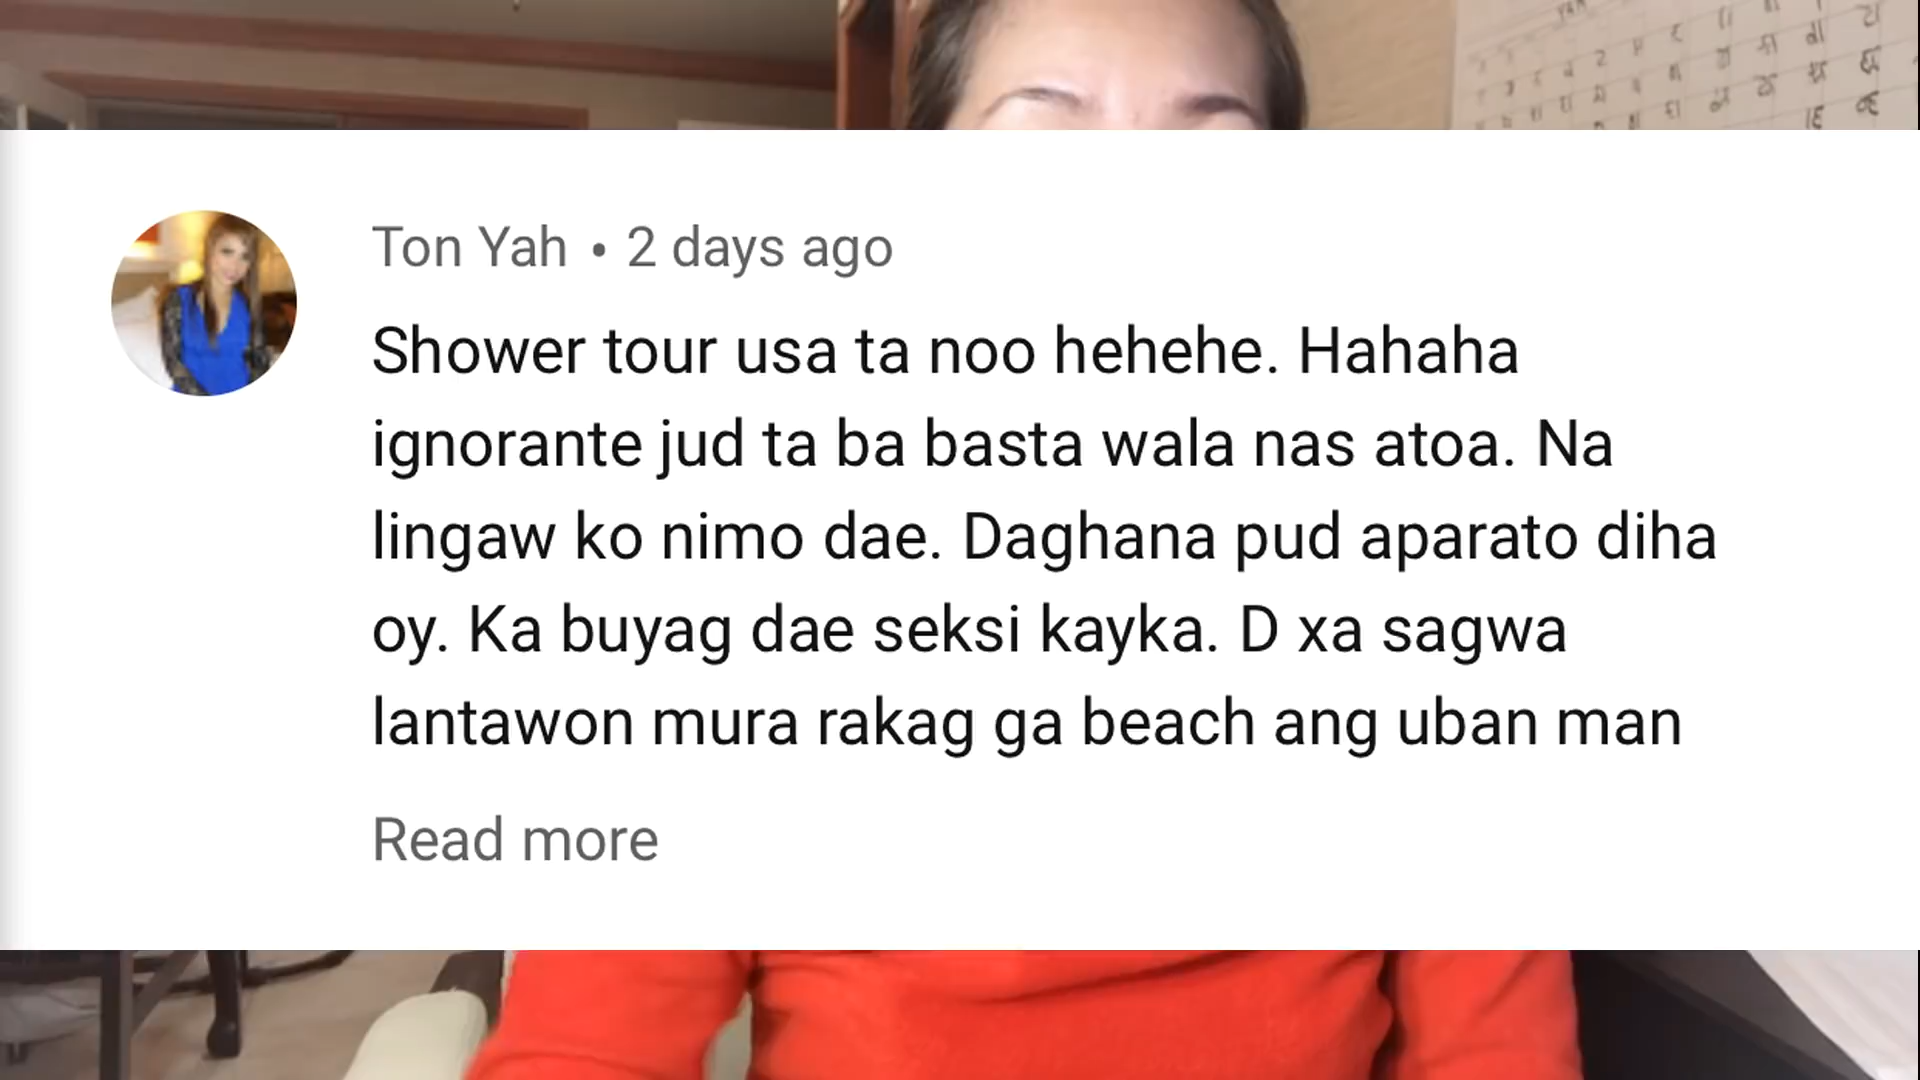 Ton Yah • 2 days ago
Shower tour usa ta noo hehehe. Hahaha
ignorante jud ta ba basta wala nas atoa. Na
lingaw ko nimo dae. Daghana pud aparato diha
oy. Ka buyag dae seksi kayka. D xa sagwa
lantawon mura rakag ga beach ang uban man
Read more